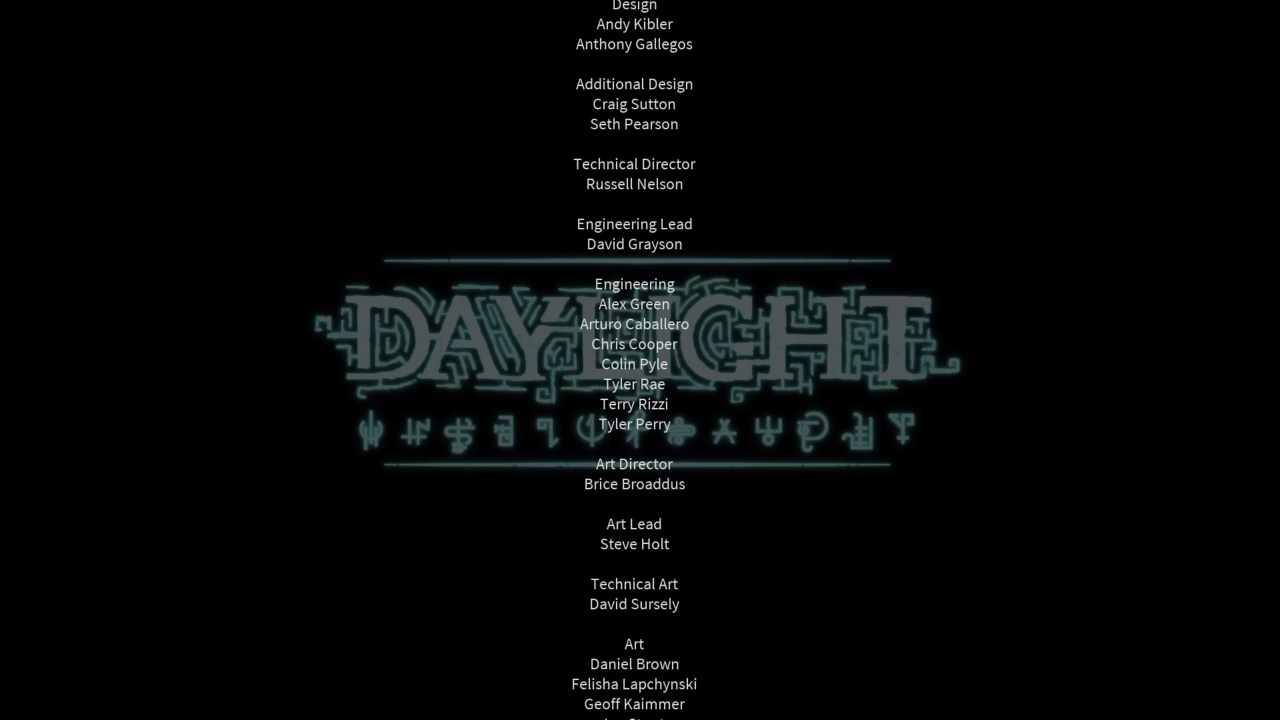 Design
Andy Kibler
Anthony Gallegos
Additional Design
Craig Sutton
Seth Pearson
Technical Director
Russell Nelson
Engineering Lead
David Grayson
DAYLIGHT
Engineering
Alex Green
Arturo Caballero
Chris Cooper
Colin Pyle
Tyler Rae
Terry Rizzi
Tyler Perry
Art Director
Brice Broaddus
Art Lead
Steve Holt
Technical Art
David Sursely
Art
Daniel Brown
Felisha Lapchynski
Geoff Kaimmer